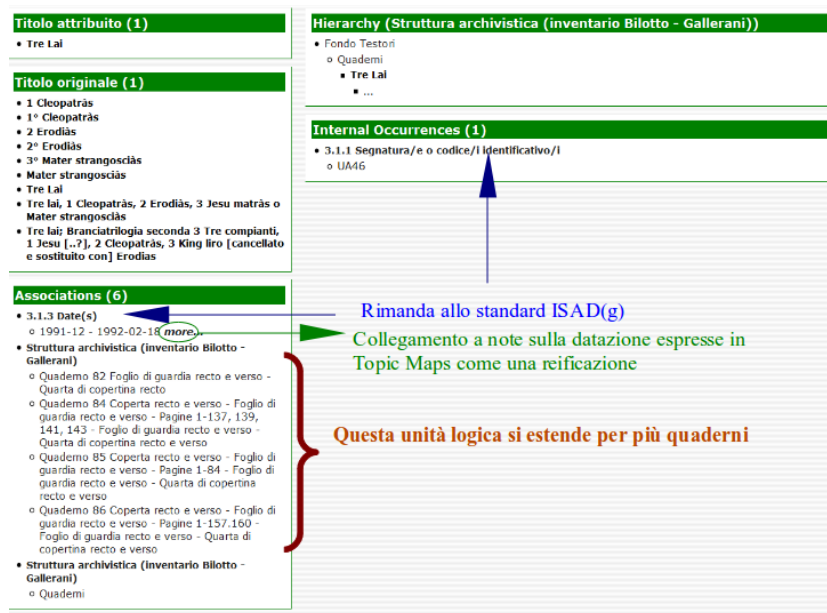 Titolo attribuito (1)
• Tre Lai
Titolo originale (1)
• 1 Cleopatràs
• 1° Cleopatràs
• 2 Erodiàs
• 2° Erodiàs
• 3° Mater strangosciàs
• Mater strangosciàs
• Tre Lai
• Tre lai, 1 Cleopatràs, 2 Erodiàs, 3 Jesu matràs o
Mater strangosciàs
• Tre lai; Branciatrilogia seconda 3 Tre compianti,
1 Jesu [..?], 2 Cleopatràs, 3 King liro [cancellato
e sostituito con] Erodias
Associations (6)
• 3.1.3 Date(s)
○ 1991-12 - 1992-02-18 more...
• Struttura archivistica (inventario Bilotto -
Gallerani)
○ Quaderno 82 Foglio di guardia recto e verso -
Quarta di copertina recto
○ Quaderno 84 Coperta recto e verso - Foglio di
guardia recto e verso - Pagine 1-137, 139,
141, 143 - Foglio di guardia recto e verso -
Quarta di copertina recto e verso
○ Quaderno 85 Coperta recto e verso - Foglio di
guardia recto e verso - Pagine 1-84 - Foglio di
guardia recto e verso - Quarta di copertina
recto e verso
○ Quaderno 86 Coperta recto e verso - Foglio di
guardia recto e verso - Pagine 1-157.160 -
Foglio di guardia recto e verso - Quarta di
copertina recto e verso
• Struttura archivistica (inventario Bilotto -
Gallerani)
○ Quaderni
Hierarchy (Struttura archivistica (inventario Bilotto - Gallerani))
• Fondo Testori
○ Quaderni
▪ Tre Lai
▪ ...
Internal Occurrences (1)
• 3.1.1 Segnatura/e o codice/i identificativo/i
○ UA46
Rimanda allo standard ISAD(g)
Collegamento a note sulla datazione espresse in
Topic Maps come una reificazione
Questa unità logica si estende per più quaderni